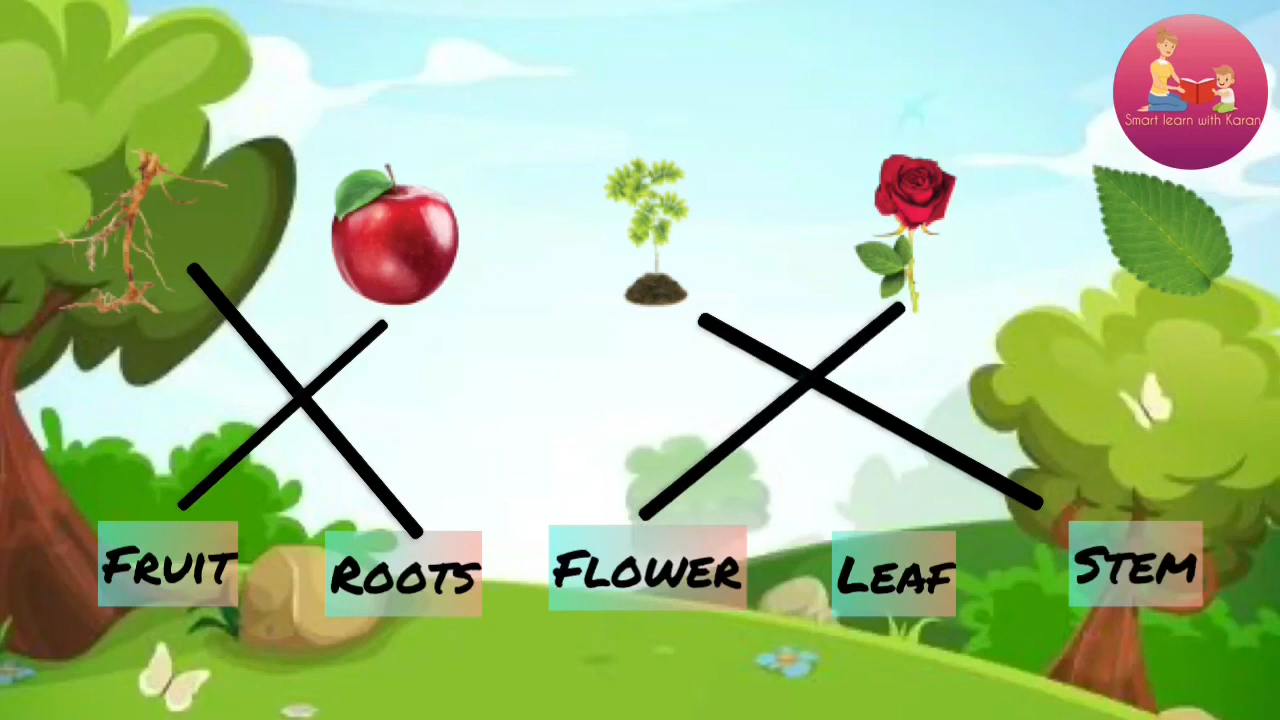 Smart learn with Karan
Fruit
Roots
Flower
Leaf
Stem